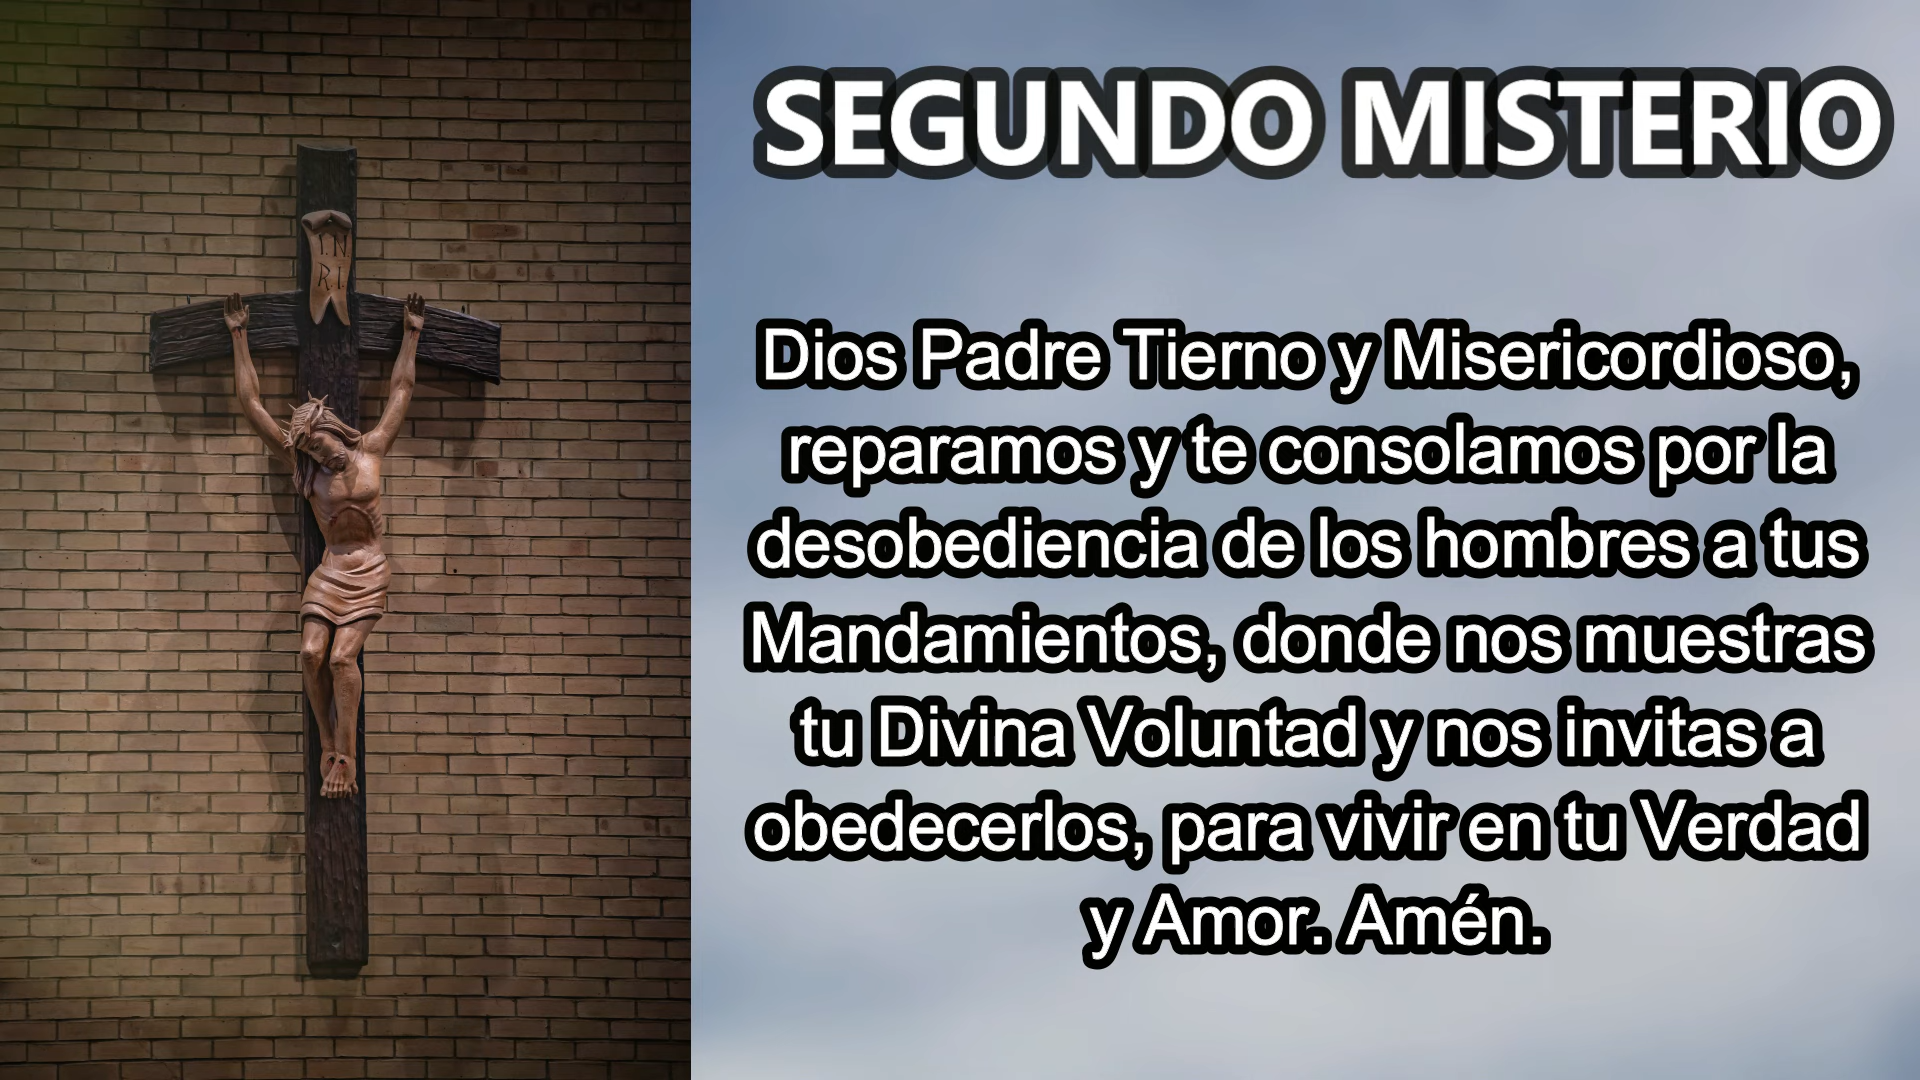 I.N
R.I.
SEGUNDO MISTERIO
Dios Padre Tierno y Misericordioso,
reparamos y te consolamos por la
desobediencia de los hombres a tus
Mandamientos, donde nos muestras
tu Divina Voluntad y nos invitas a
obedecerlos, para vivir en tu Verdad
y Amor. Amén.